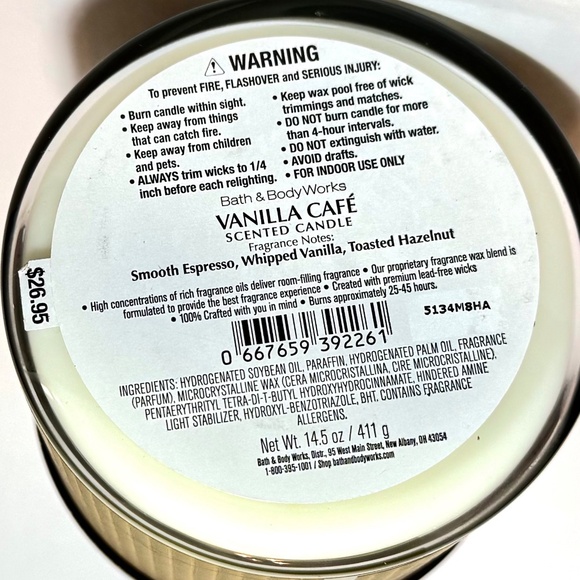 WARNING
To prevent FIRE, FLASHOVER and SERIOUS INJURY:
• Burn candle within sight.
• Keep away from things
that can catch fire.
• Keep away from children
and pets.
• ALWAYS trim wicks to 1/4
inch before each relighting.
• Keep wax pool free of wick
trimmings and matches.
• DO NOT burn candle for more
than 4-hour intervals.
• DO NOT extinguish with water.
• AVOID drafts.
• FOR INDOOR USE ONLY
Bath & Body Works
VANILLA CAFÉ
SCENTED CANDLE
Fragrance Notes:
Smooth Espresso, Whipped Vanilla, Toasted Hazelnut
• High concentrations of rich fragrance oils deliver room-filling fragrance • Our proprietary fragrance wax blend is
formulated to provide the best fragrance experience • Created with premium lead-free wicks
• 100% Crafted with you in mind • Burns approximately 25-45 hours.
5134M8HA
0 667659 392261
INGREDIENTS: HYDROGENATED SOYBEAN OIL, PARAFFIN, HYDROGENATED PALM OIL, FRAGRANCE
(PARFUM), MICROCRYSTALLINE WAX (CERA MICROCRISTALLINA, CIRE MICROCRISTALLINE),
PENTAERYTHRITYL TETRA-DI-T-BUTYL HYDROXYHYDROCINNAMATE, HINDERED AMINE
LIGHT STABILIZER, HYDROXYL-BENZOTRIAZOLE, BHT. CONTAINS FRAGRANCE
ALLERGENS.
Net Wt. 14.5 oz / 411 g
Bath & Body Works, Distr., 95 West Main Street, New Albany, OH 43054
1-800-395-1001 / Shop bathandbodyworks.com
$26.95